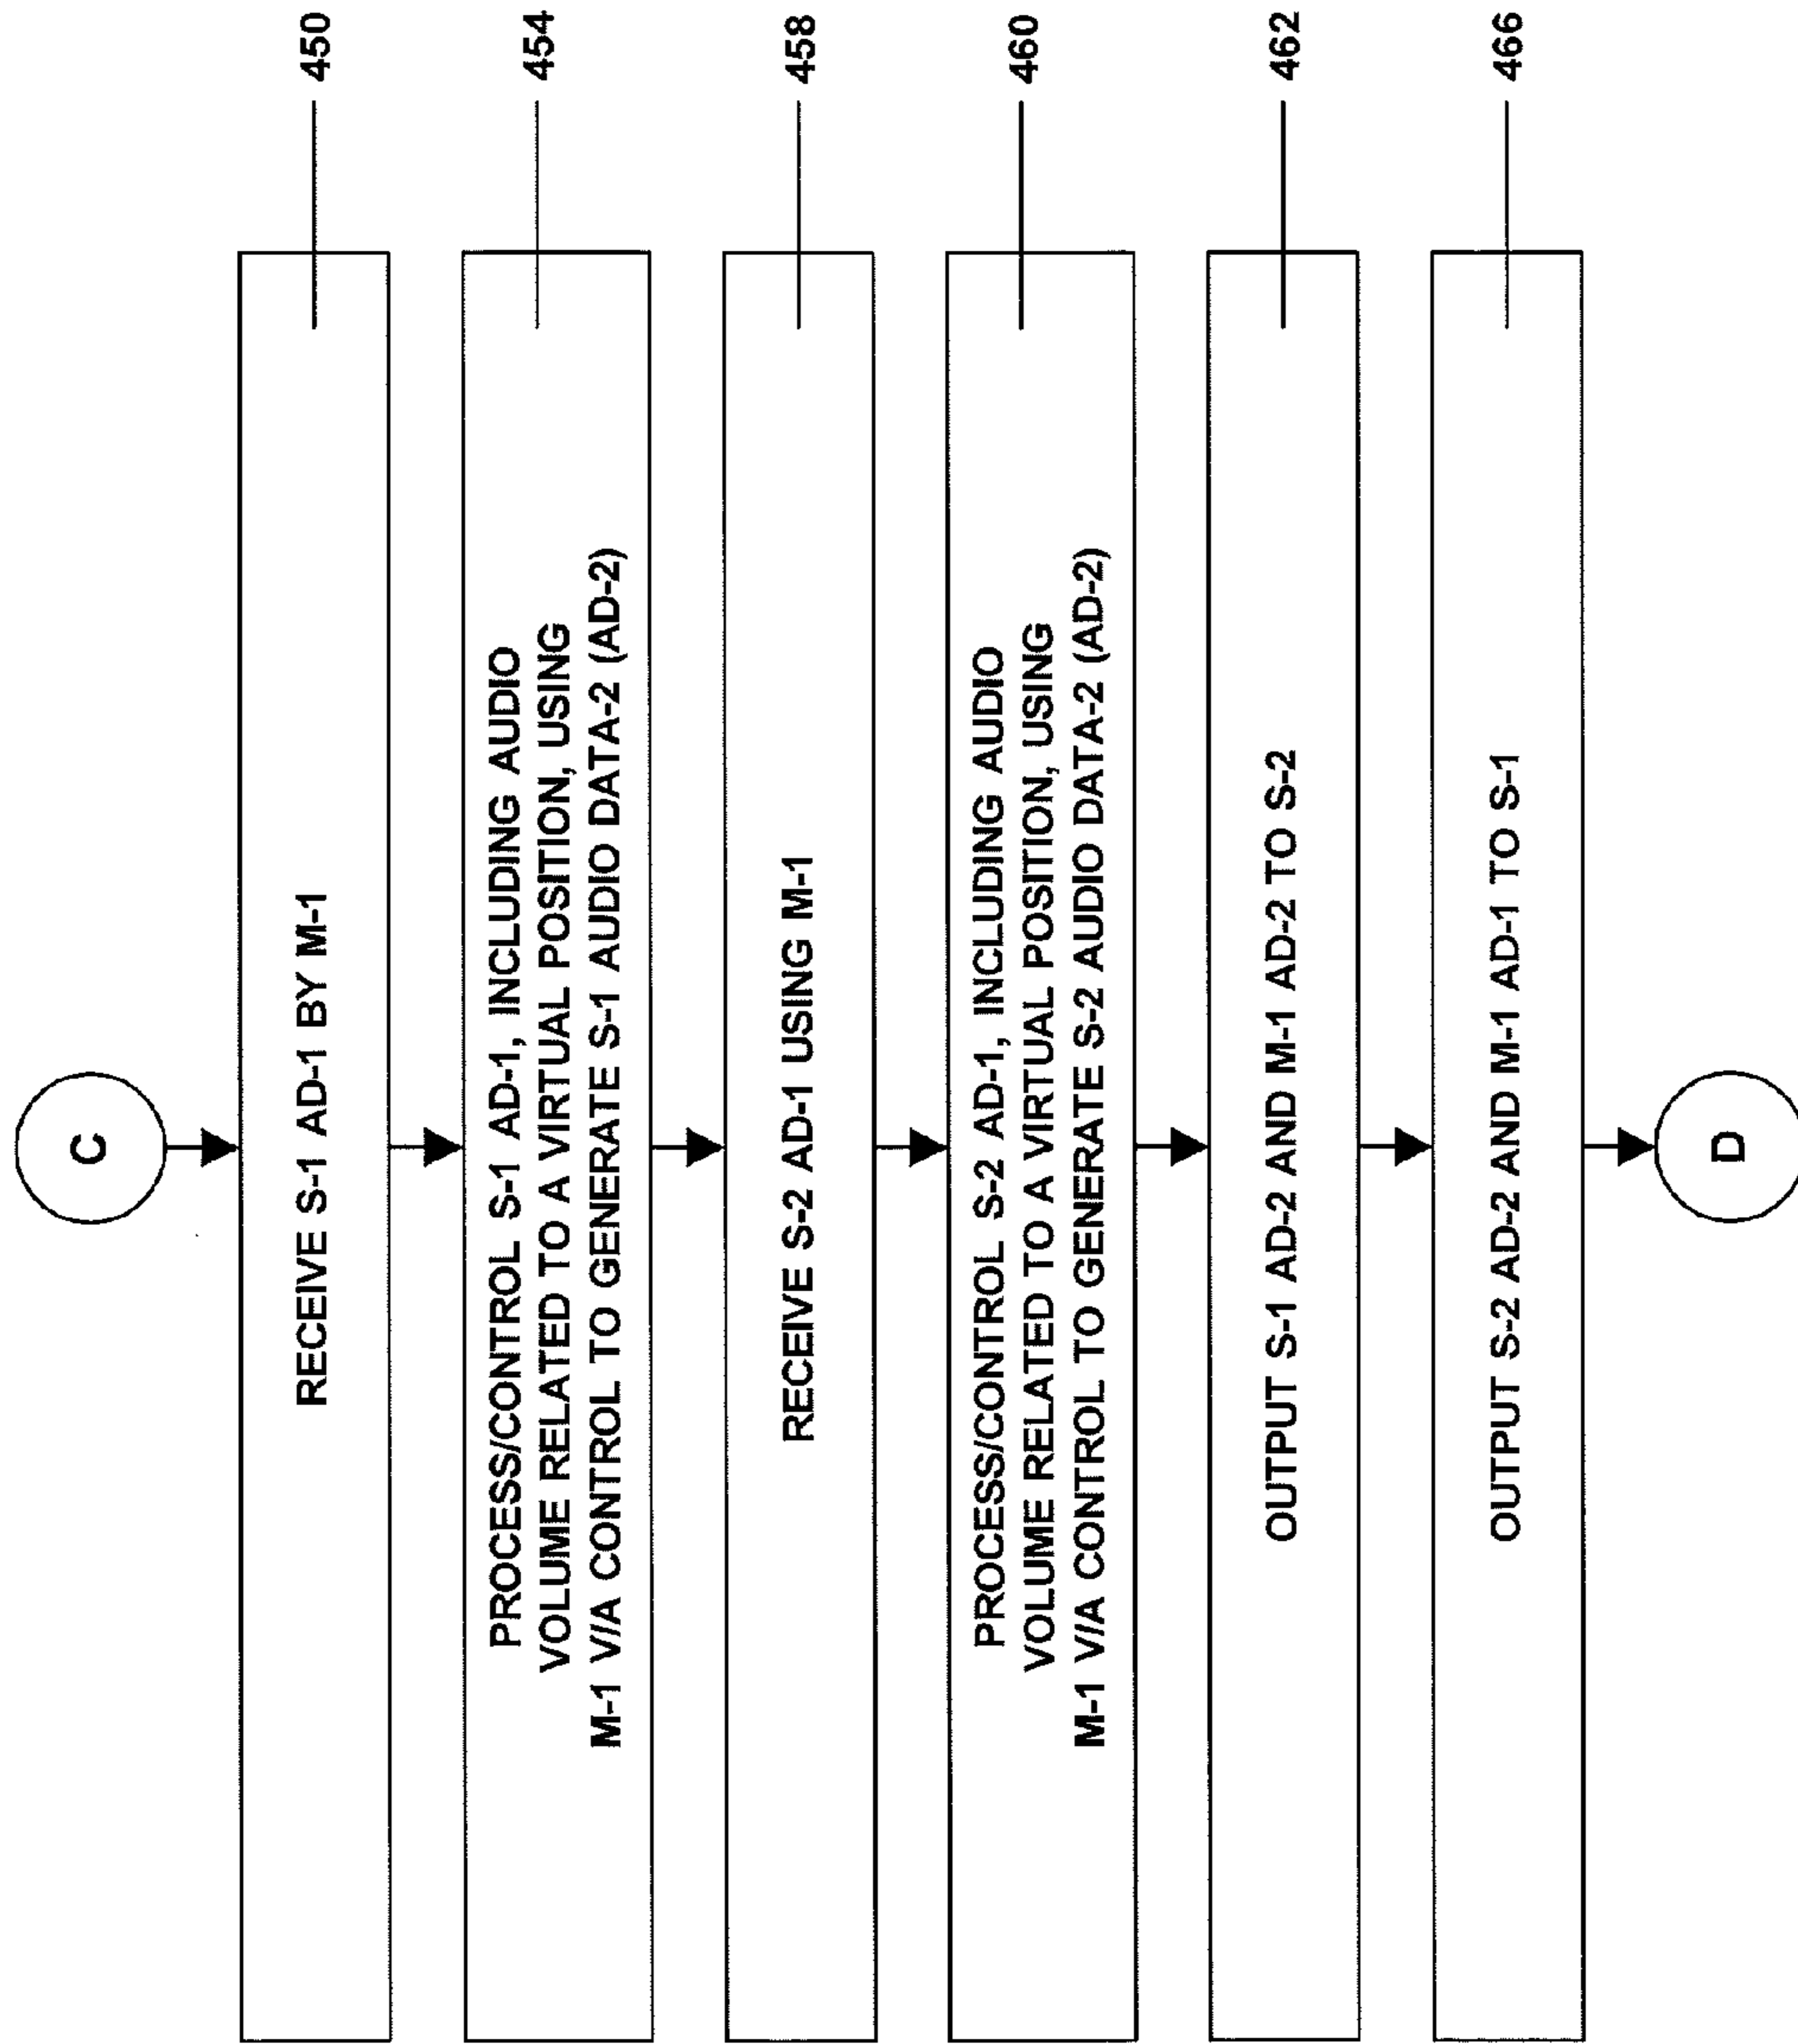 C
RECEIVE S-1 AD-1 BY M-1
450
PROCESS/CONTROL S-1 AD-1, INCLUDING AUDIO
VOLUME RELATED TO A VIRTUAL POSITION, USING
M-1 V/A CONTROL TO GENERATE S-1 AUDIO DATA-2 (AD-2)
454
RECEIVE S-2 AD-1 USING M-1
458
PROCESS/CONTROL S-2 AD-1, INCLUDING AUDIO
VOLUME RELATED TO A VIRTUAL POSITION, USING
M-1 V/A CONTROL TO GENERATE S-2 AUDIO DATA-2 (AD-2)
460
OUTPUT S-1 AD-2 AND M-1 AD-2 TO S-2
462
OUTPUT S-2 AD-2 AND M-1 AD-1 TO S-1
466
D